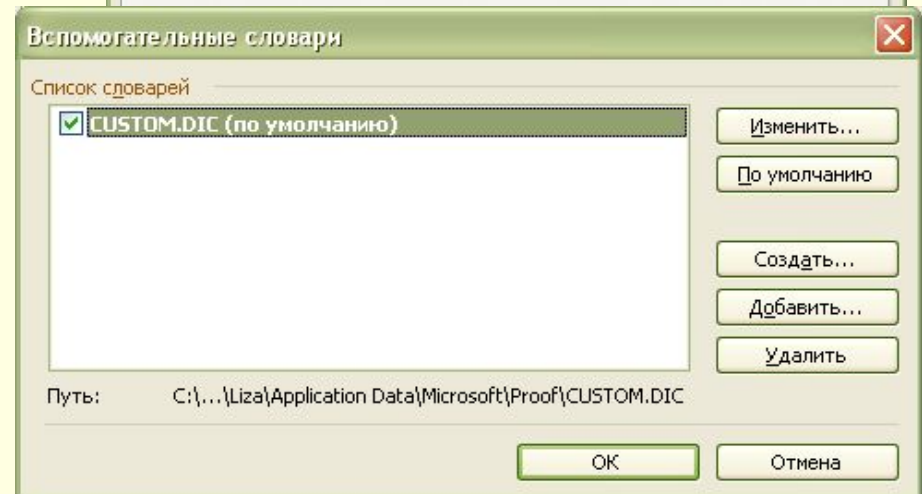 Вспомогательные словари
Список словарей
CUSTOM.DIC (по умолчанию)
Изменить...
По умолчанию
Создать...
Добавить...
Удалить
Путь: C:\...\Liza\Application Data\Microsoft\Proof\CUSTOM.DIC
ОК
Отмена